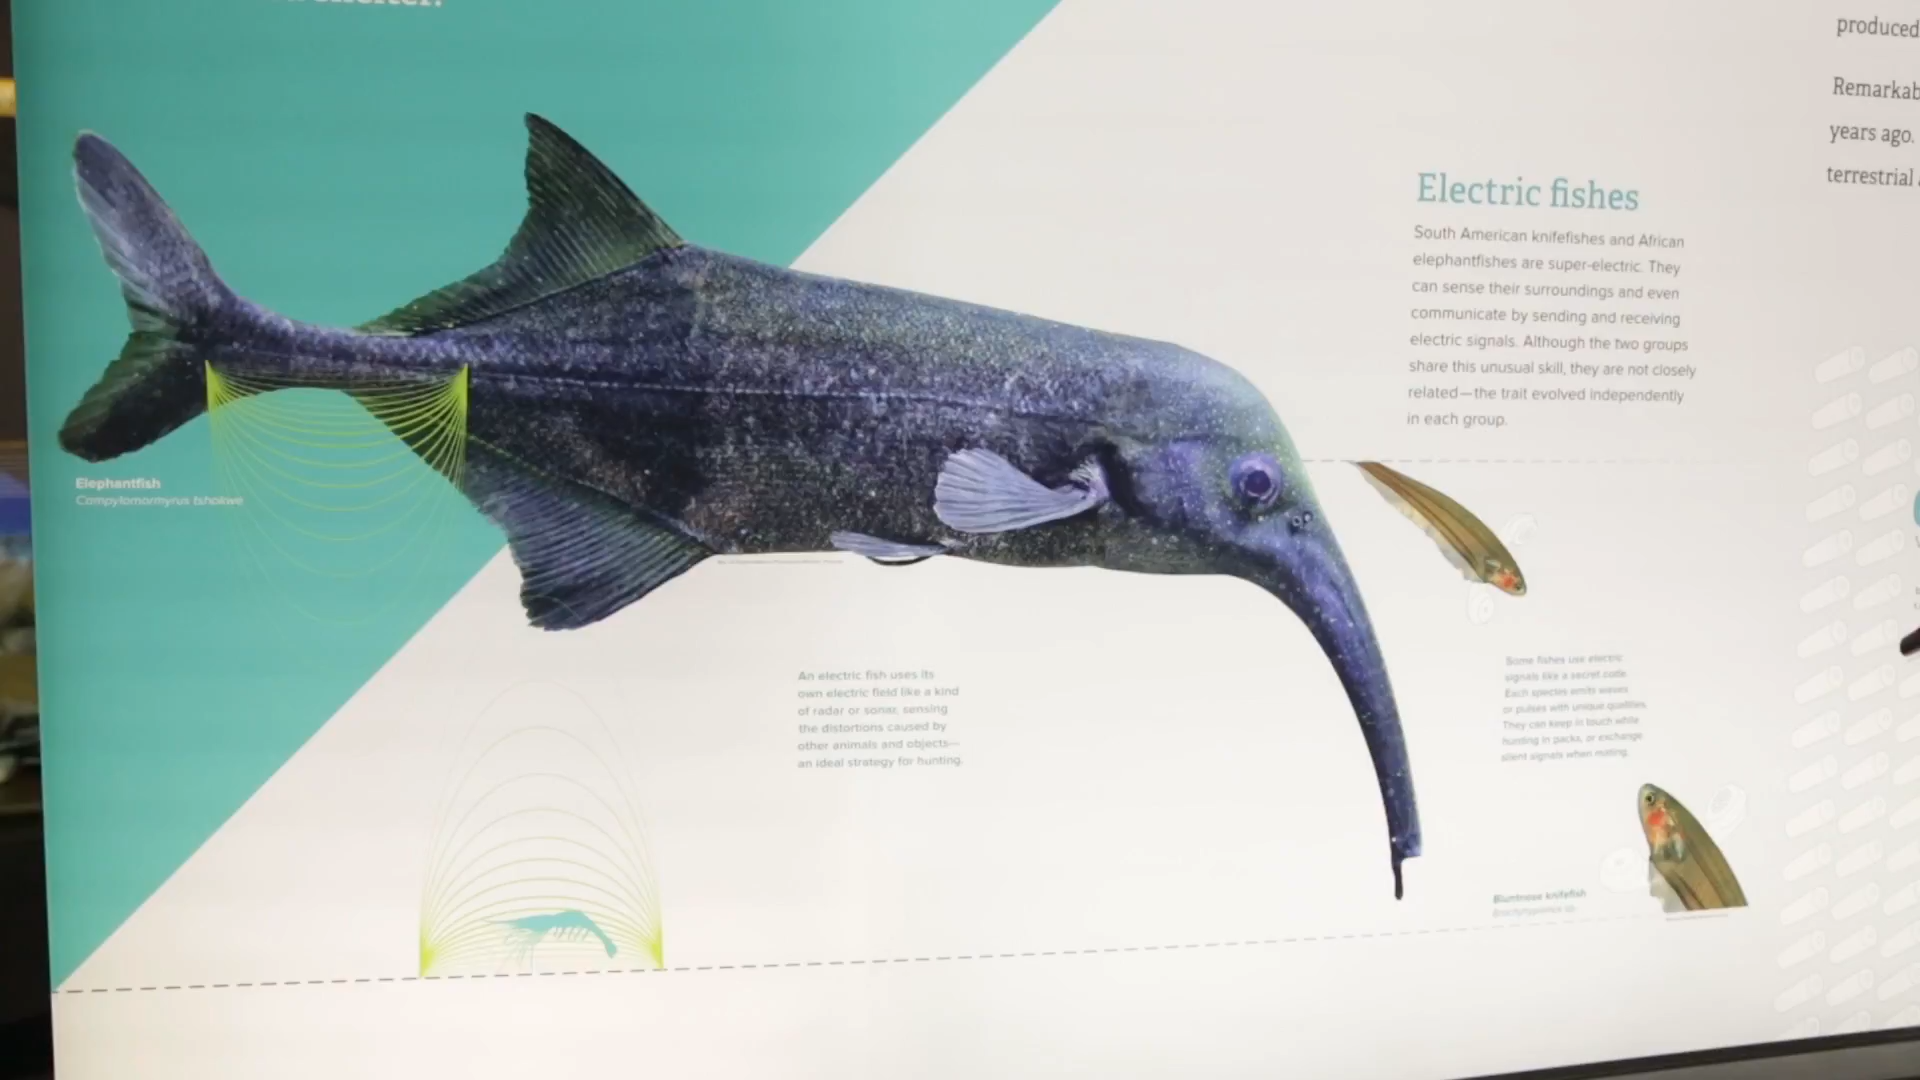 produced
Remarkab
years ago.
terrestrial
Electric fishes
South American knifefishes and African
elephantfishes are super-electric. They
can sense their surroundings and even
communicate by sending and receiving
electric signals. Although the two groups
share this unusual skill, they are not closely
related—the trait evolved independently
in each group.
Elephantfish
Campylomormyrus tshokwe
An electric fish uses its
own electric field like a kind
of radar or sonar, sensing
the distortions caused by
other animals and objects—
an ideal strategy for hunting.
Some fishes use electric
signals like a secret code.
Each species emits waves
or pulses with unique qualities.
They can keep in touch while
hunting in packs, or exchange
silent signals when mating.
Bluntnose knifefish